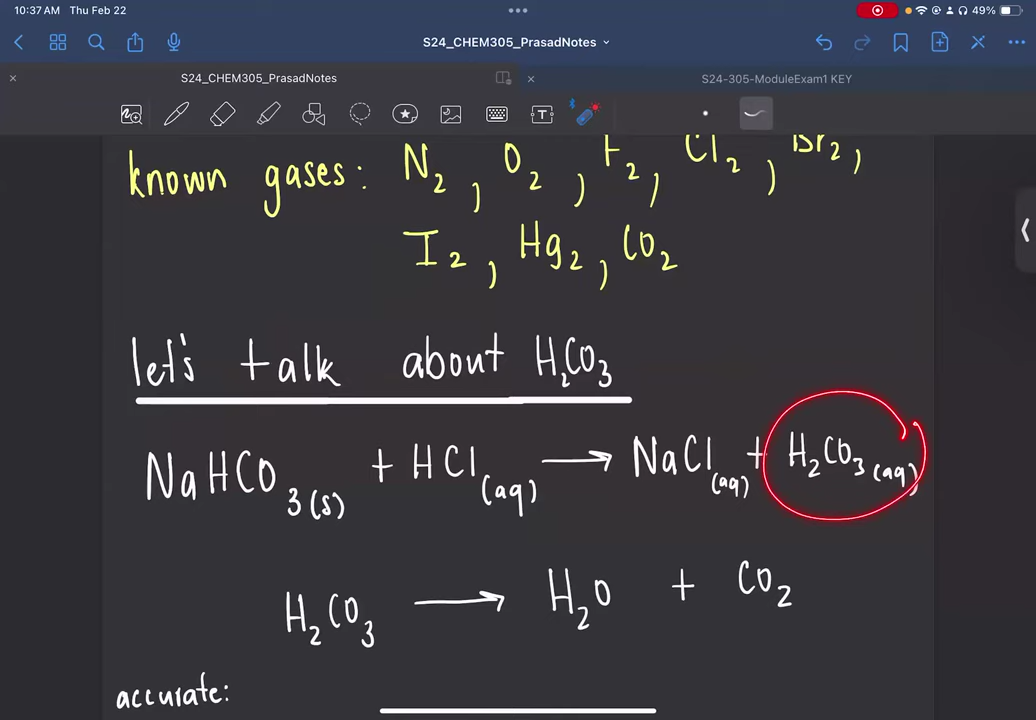 10:37 AM Thu Feb 22 49%
S24_CHEM305_PrasadNotes
S24_CHEM305_PrasadNotes S24-305-ModuleExam1 KEY
known gases: N₂, O₂, F₂, Cl₂, Br₂,
I₂, Hg₂, CO₂
let's talk about H₂CO₃
NaHCO₃(s) + HCl(aq) → NaCl(aq) + H₂CO₃(aq)
H₂CO₃ → H₂O + CO₂
accurate: